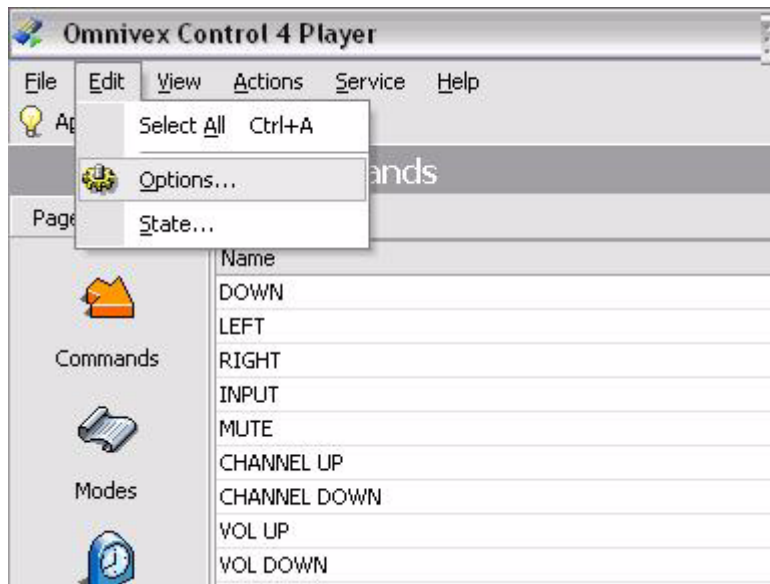 Omnivex Control 4 Player
File Edit View Actions Service Help
Select All Ctrl+A
Options...
State...
Name
DOWN
LEFT
Commands
RIGHT
INPUT
MUTE
CHANNEL UP
Modes
CHANNEL DOWN
VOL UP
VOL DOWN